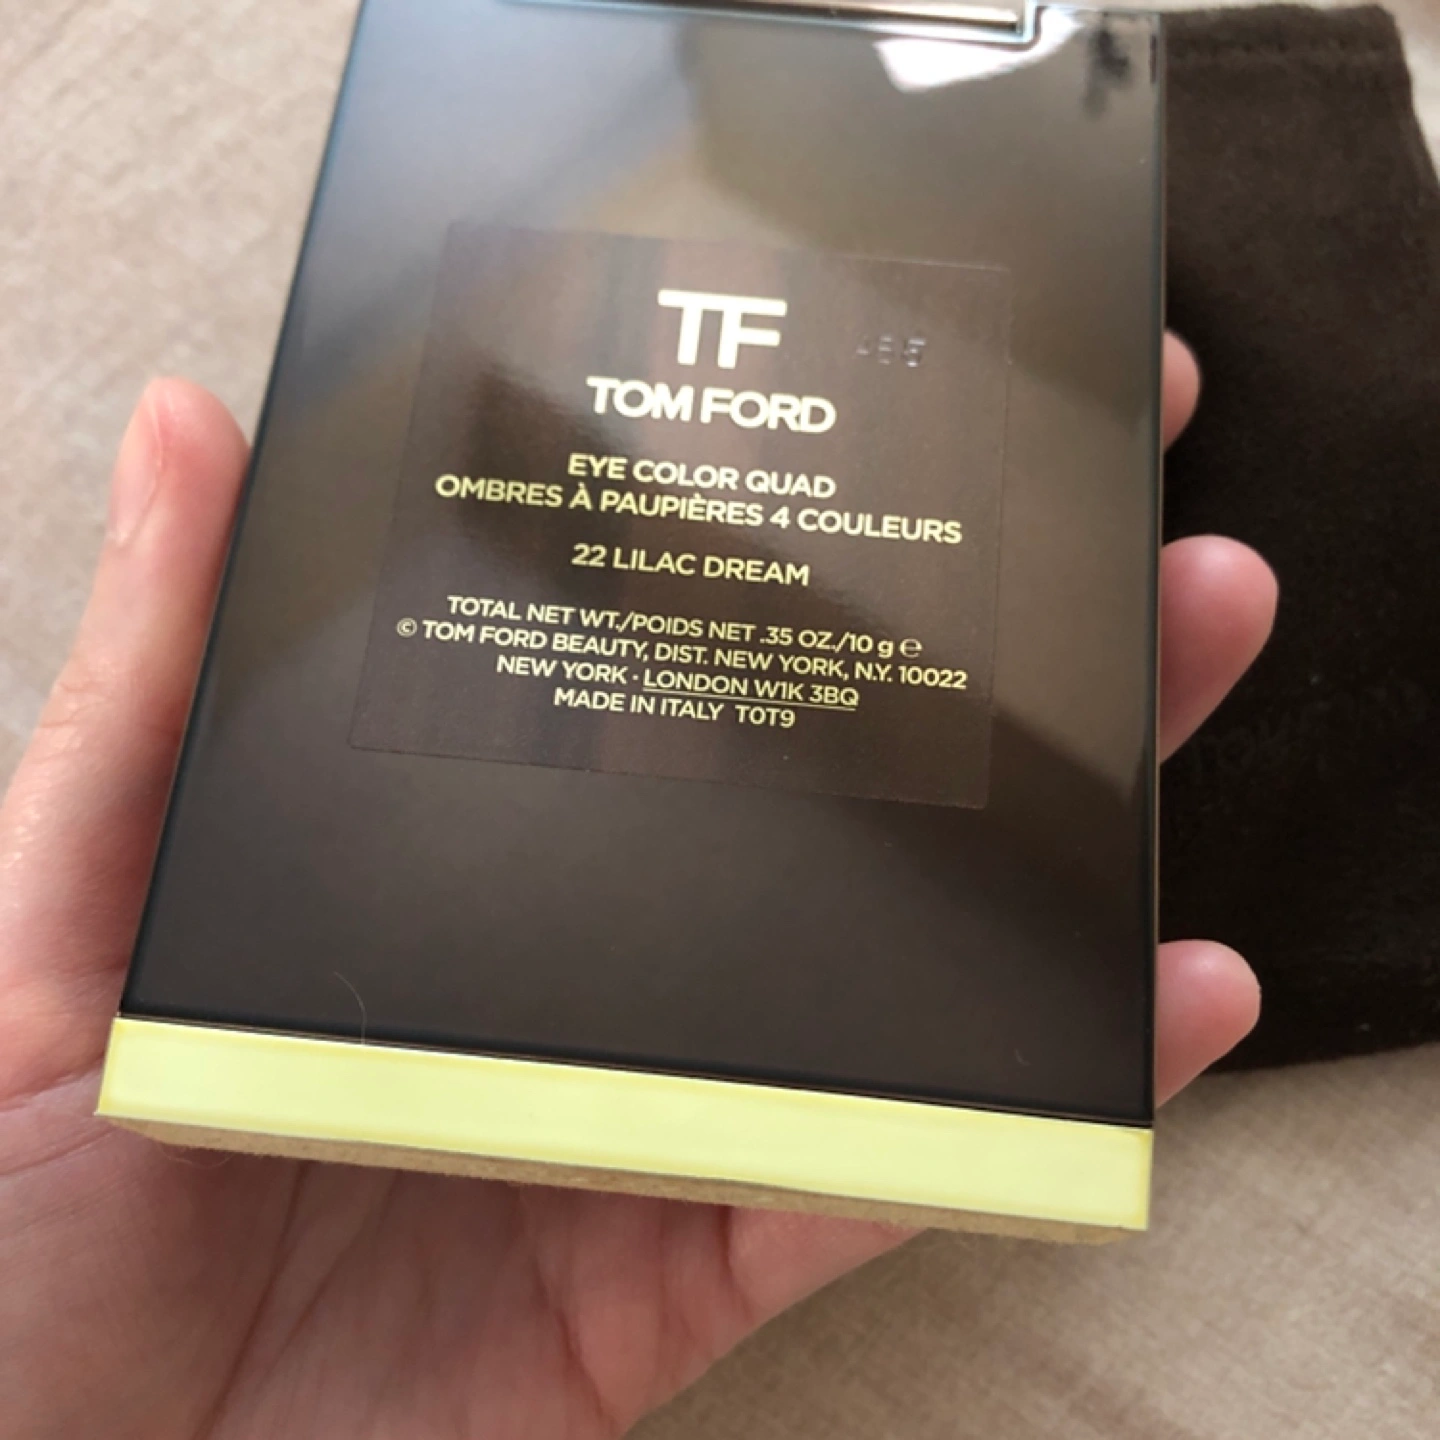 TF
TOM FORD
EYE COLOR QUAD
OMBRES À PAUPIÈRES 4 COULEURS
22 LILAC DREAM
TOTAL NET WT./POIDS NET .35 OZ./10 g ℮
© TOM FORD BEAUTY, DIST. NEW YORK, N.Y. 10022
NEW YORK · LONDON W1K 3BQ
MADE IN ITALY T0T9